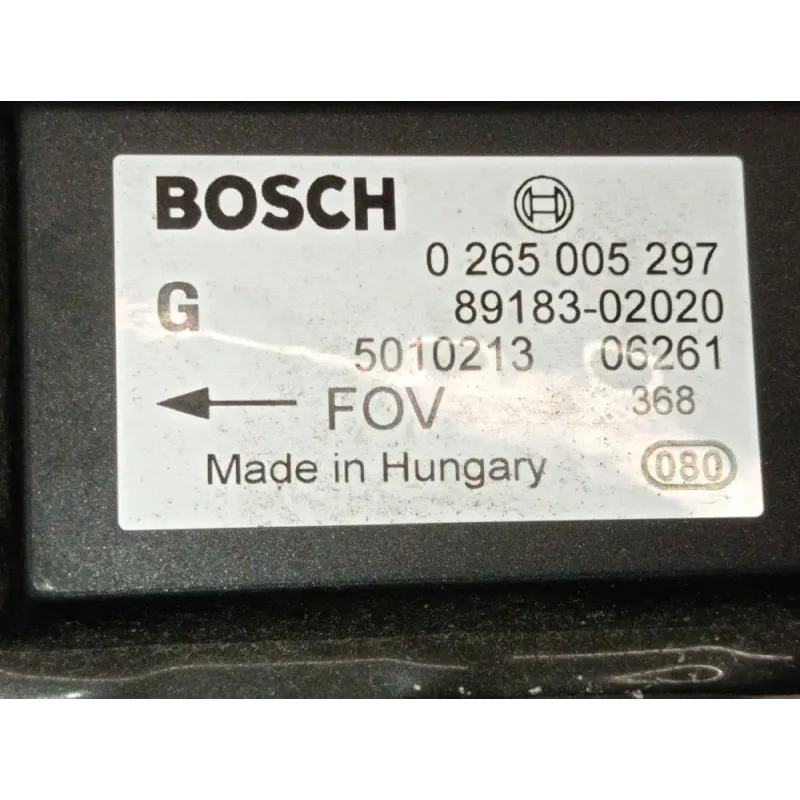 BOSCH
0 265 005 297
G 89183-02020
5010213 06261
FOV 368
Made in Hungary 080